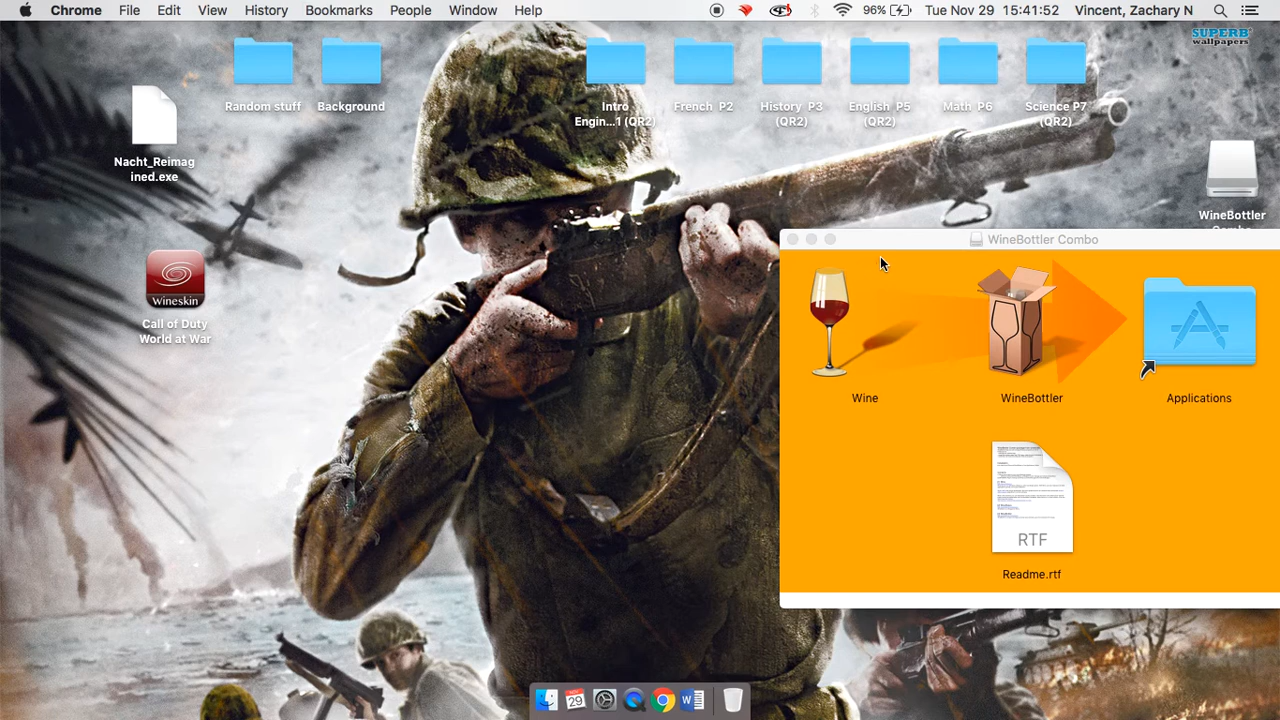 Chrome File Edit View History Bookmarks People Window Help 96% Tue Nov 29 15:41:52 Vincent, Zachary N
SUPERB
wallpapers
Random stuff
Background
Intro
Engin...1 (QR2)
French P2
History P3
(QR2)
English P5
(QR2)
Math P6
Science P7
(QR2)
Nacht_Reimag
ined.exe
WineBottler
Combo
WineBottler Combo
Wineskin
Call of Duty
World at War
Wine
WineBottler
Applications
RTF
Readme.rtf
29